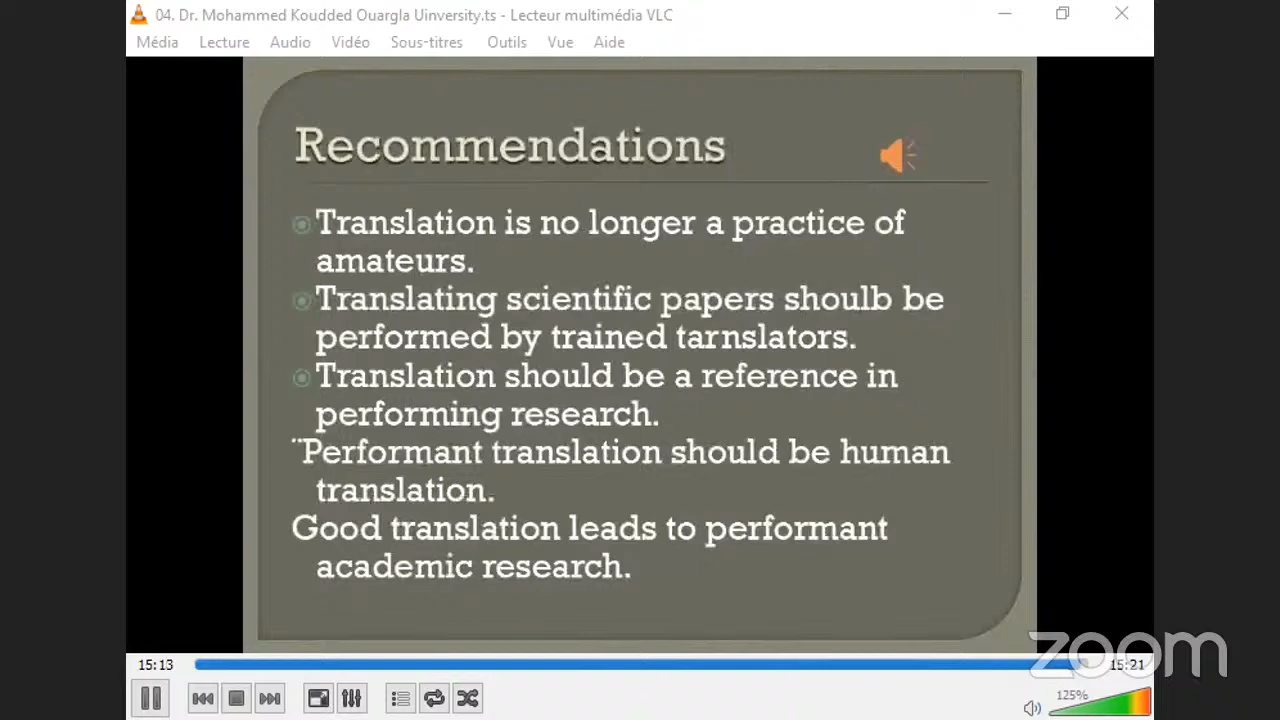 04. Dr. Mohammed Koudded Ouargla Uinversity.ts - Lecteur multimédia VLC
Média Lecture Audio Vidéo Sous-titres Outils Vue Aide
Recommendations
Translation is no longer a practice of
amateurs.
Translating scientific papers shoulb be
performed by trained tarnslators.
Translation should be a reference in
performing research.
¨Performant translation should be human
translation.
Good translation leads to performant
academic research.
zoom
15:13 15:21
125%